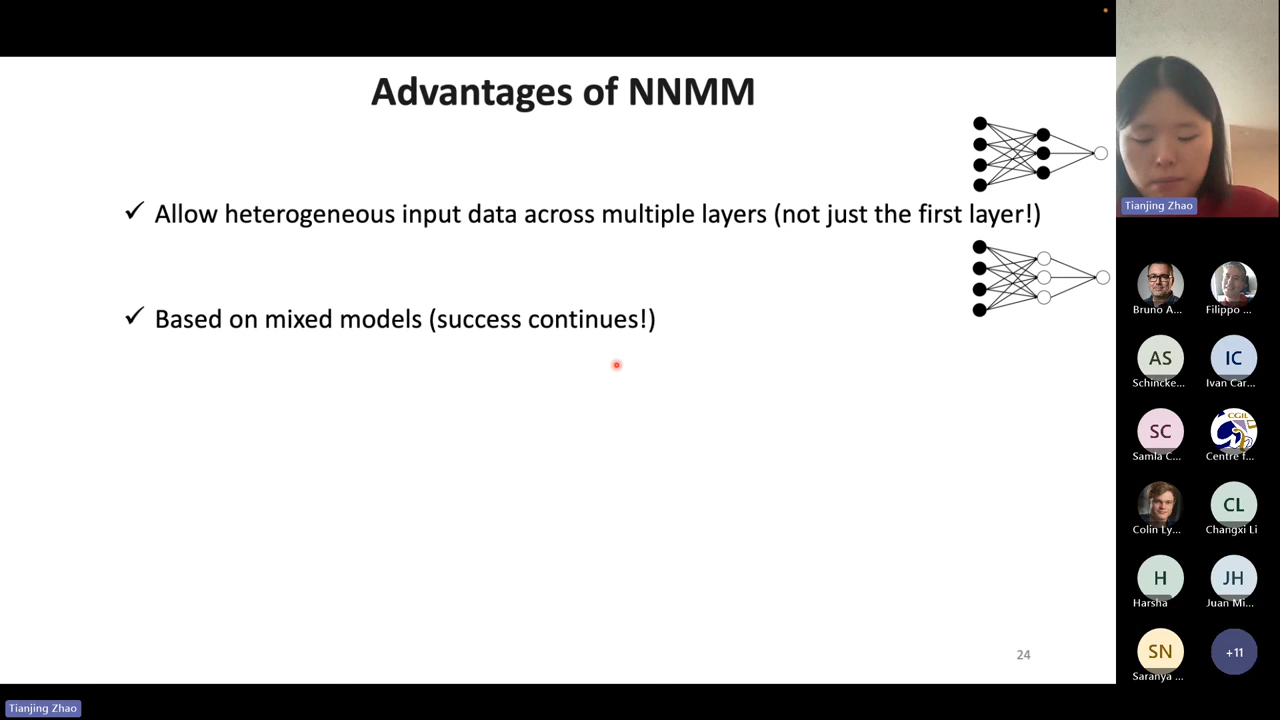 Advantages of NNMM
✓ Allow heterogeneous input data across multiple layers (not just the first layer!)
✓ Based on mixed models (success continues!)
24
Tianjing Zhao
Bruno A...
Filippo ...
AS
IC
Schincke...
Ivan Car...
SC
CGIL
Samla C...
Centre f...
CL
Colin Ly...
Changxi Li
H
JH
Harsha
Juan Mi...
SN
+11
Saranya ...
Tianjing Zhao